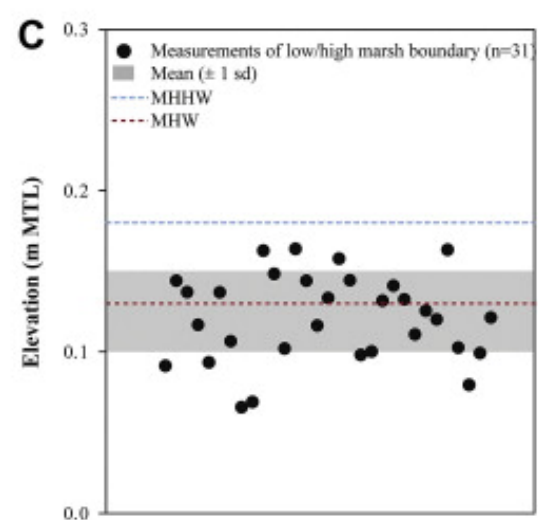 C
0.3
Measurements of low/high marsh boundary (n=31)
Mean (± 1 sd)
MHHW
MHW
0.2
Elevation (m MTL)
0.1
0.0